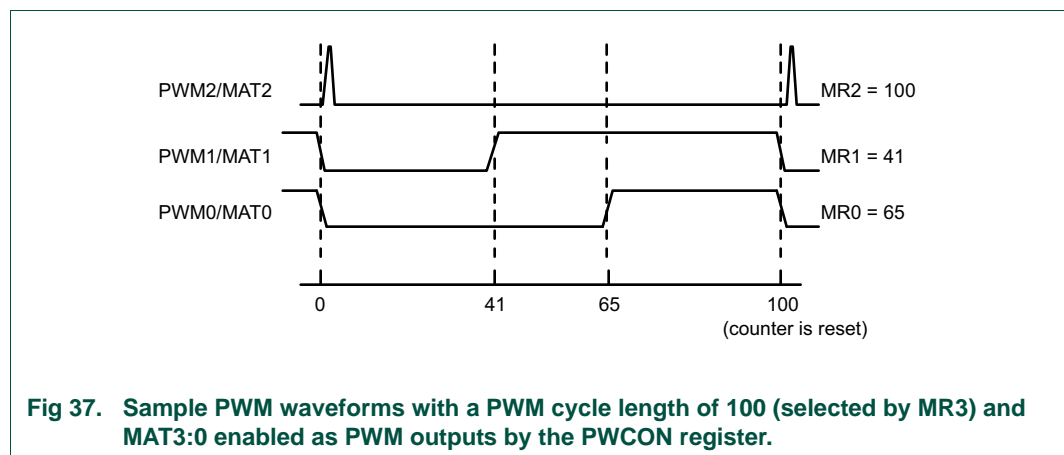 PWM2/MAT2 MR2 = 100
PWM1/MAT1 MR1 = 41
PWM0/MAT0 MR0 = 65
0 41 65 100
(counter is reset)
Fig 37. Sample PWM waveforms with a PWM cycle length of 100 (selected by MR3) and
MAT3:0 enabled as PWM outputs by the PWCON register.